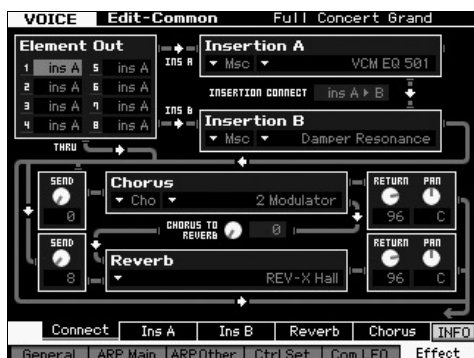 VOICE Edit-Common Full Concert Grand
Element Out
1 ins A 5 ins A
2 ins A 6 ins A
3 ins A 7 ins A
4 ins A 8 ins A
THRU
INS A
INS B
Insertion A
Msc VCM EQ 501
INSERTION CONNECT ins A▶B
Insertion B
Msc Damper Resonance
SEND
0
Chorus
Cho 2 Modulator
RETURN PAN
96 C
CHORUS TO REVERB 0
SEND
8
Reverb
REV-X Hall
RETURN PAN
96 C
Connect Ins A Ins B Reverb Chorus INFO
General ARP Main ARP Other Ctrl Set Com LFO Effect